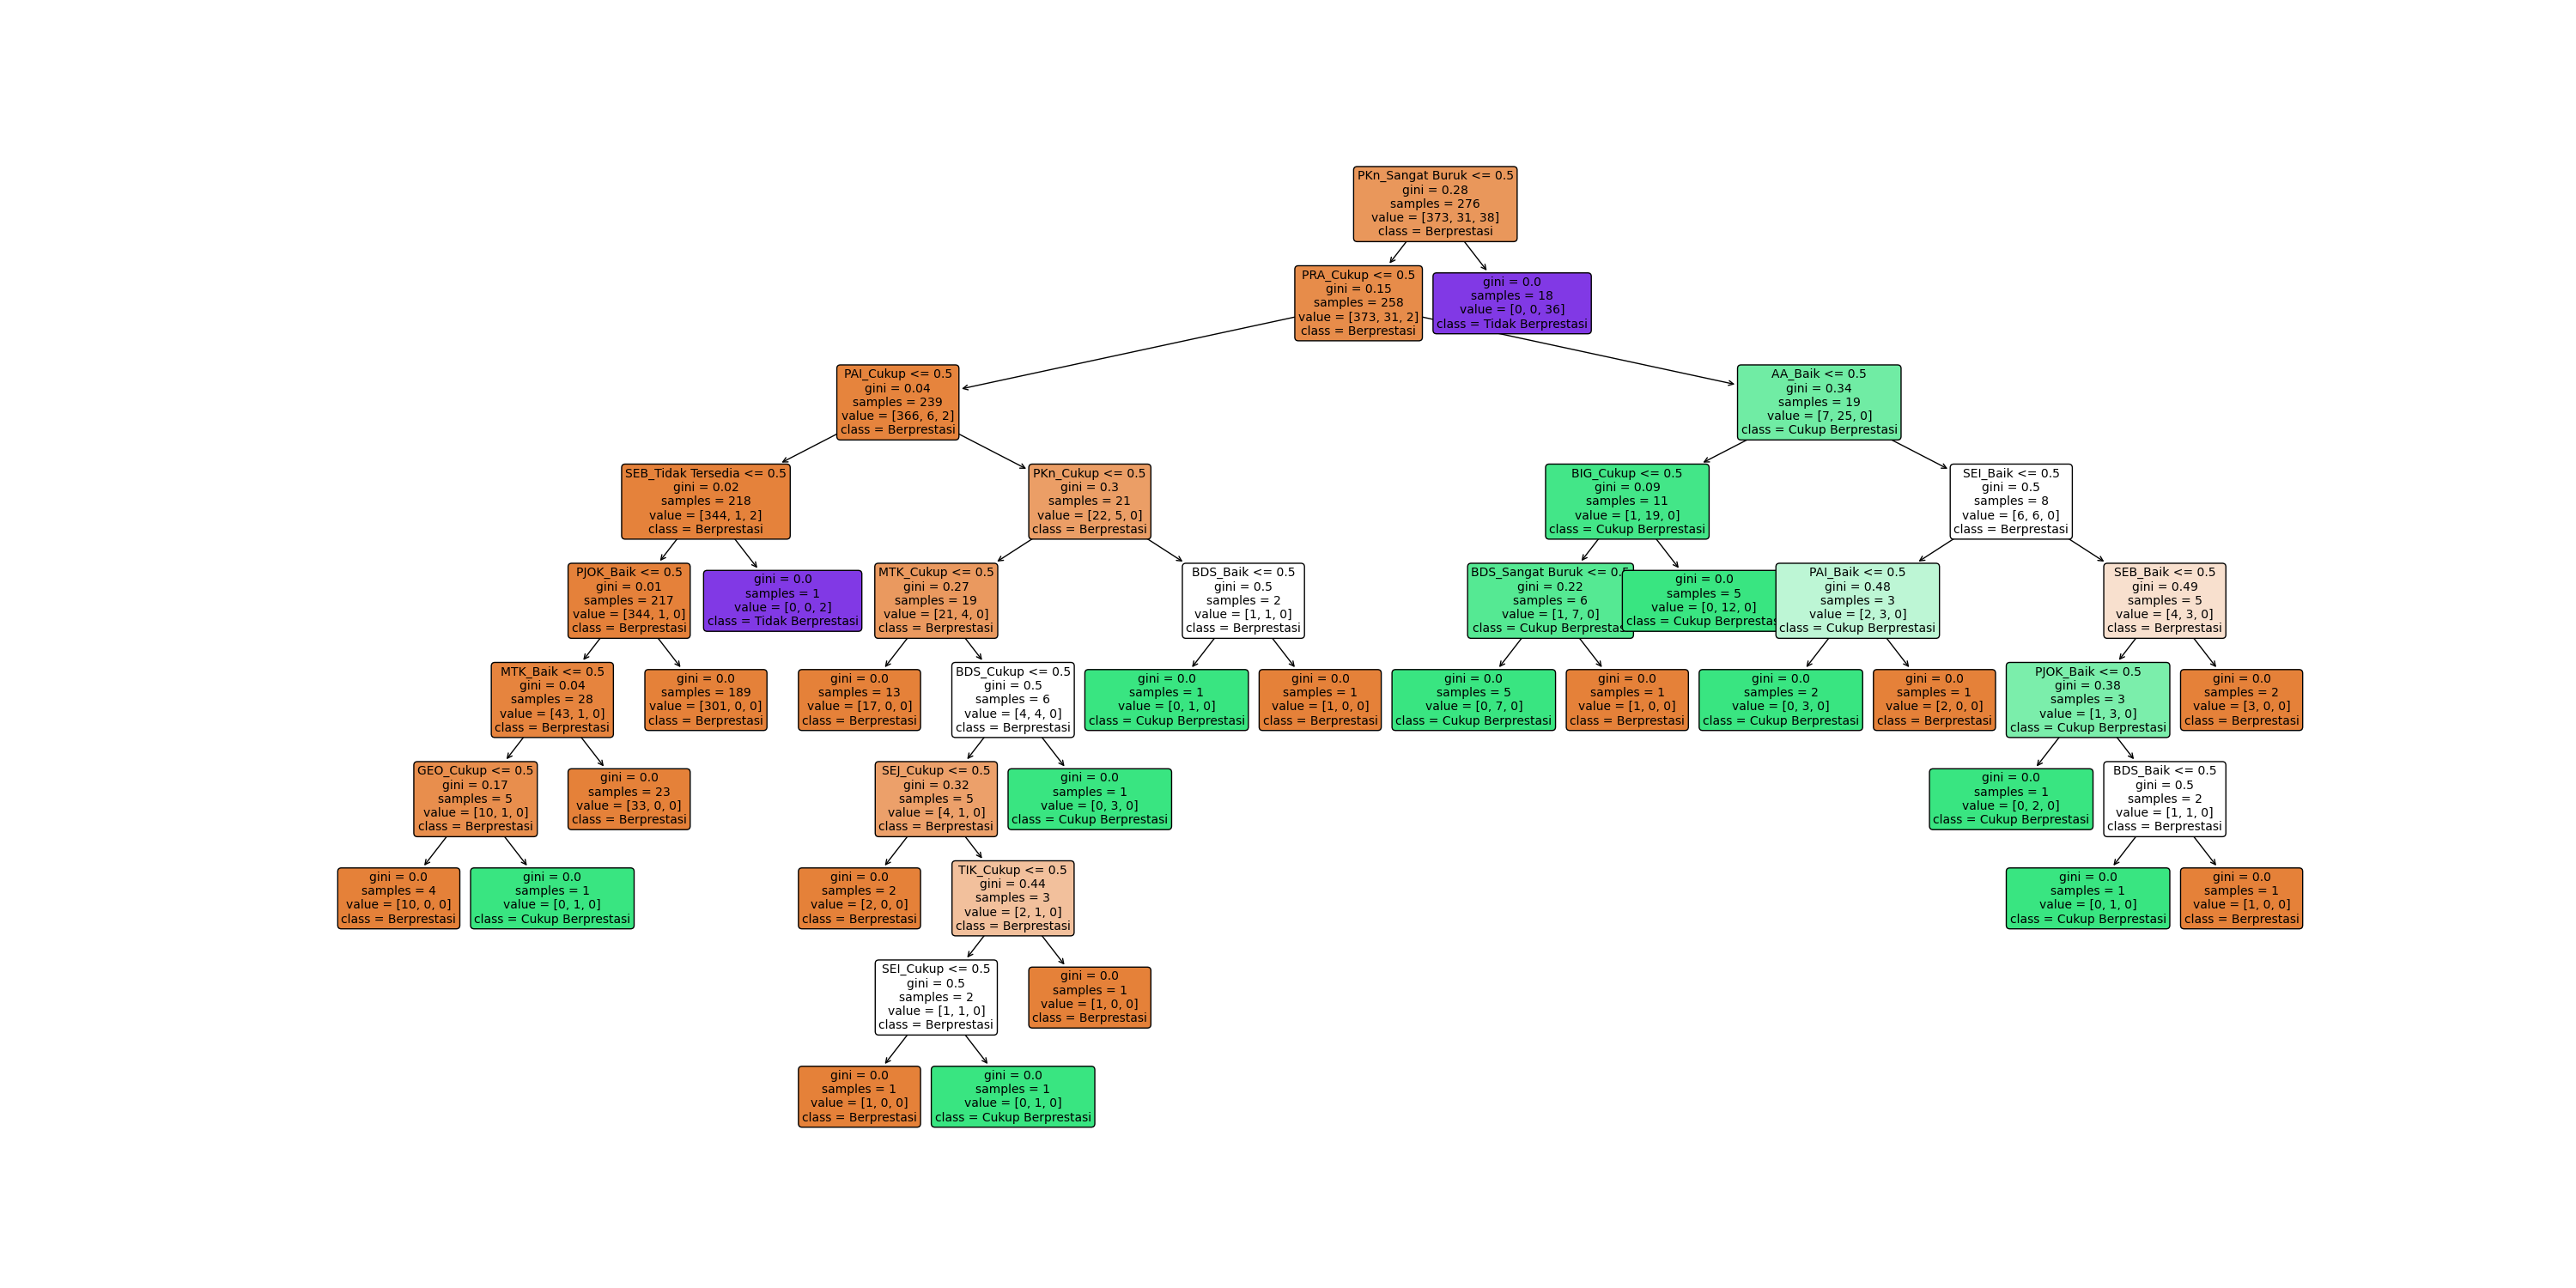 PKn_Sangat Buruk <= 0.5
gini = 0.28
samples = 276
value = [373, 31, 38]
class = Berprestasi
PRA_Cukup <= 0.5
gini = 0.15
samples = 258
value = [373, 31, 2]
class = Berprestasi
gini = 0.0
samples = 18
value = [0, 0, 36]
class = Tidak Berprestasi
PAI_Cukup <= 0.5
gini = 0.04
samples = 239
value = [366, 6, 2]
class = Berprestasi
AA_Baik <= 0.5
gini = 0.34
samples = 19
value = [7, 25, 0]
class = Cukup Berprestasi
SEB_Tidak Tersedia <= 0.5
gini = 0.02
samples = 218
value = [344, 1, 2]
class = Berprestasi
PKn_Cukup <= 0.5
gini = 0.3
samples = 21
value = [22, 5, 0]
class = Berprestasi
BIG_Cukup <= 0.5
gini = 0.09
samples = 11
value = [1, 19, 0]
class = Cukup Berprestasi
SEI_Baik <= 0.5
gini = 0.5
samples = 8
value = [6, 6, 0]
class = Berprestasi
PJOK_Baik <= 0.5
gini = 0.01
samples = 217
value = [344, 1, 0]
class = Berprestasi
gini = 0.0
samples = 1
value = [0, 0, 2]
class = Tidak Berprestasi
MTK_Cukup <= 0.5
gini = 0.27
samples = 19
value = [21, 4, 0]
class = Berprestasi
BDS_Baik <= 0.5
gini = 0.5
samples = 2
value = [1, 1, 0]
class = Berprestasi
BDS_Sangat Buruk <= 0.5
gini = 0.22
samples = 6
value = [1, 7, 0]
class = Cukup Berprestasi
gini = 0.0
samples = 5
value = [0, 12, 0]
class = Cukup Berprestasi
PAI_Baik <= 0.5
gini = 0.48
samples = 3
value = [2, 3, 0]
class = Cukup Berprestasi
SEB_Baik <= 0.5
gini = 0.49
samples = 5
value = [4, 3, 0]
class = Berprestasi
MTK_Baik <= 0.5
gini = 0.04
samples = 28
value = [43, 1, 0]
class = Berprestasi
gini = 0.0
samples = 189
value = [301, 0, 0]
class = Berprestasi
gini = 0.0
samples = 13
value = [17, 0, 0]
class = Berprestasi
BDS_Cukup <= 0.5
gini = 0.5
samples = 6
value = [4, 4, 0]
class = Berprestasi
gini = 0.0
samples = 1
value = [0, 1, 0]
class = Cukup Berprestasi
gini = 0.0
samples = 1
value = [1, 0, 0]
class = Berprestasi
gini = 0.0
samples = 5
value = [0, 7, 0]
class = Cukup Berprestasi
gini = 0.0
samples = 1
value = [1, 0, 0]
class = Berprestasi
gini = 0.0
samples = 2
value = [0, 3, 0]
class = Cukup Berprestasi
gini = 0.0
samples = 1
value = [2, 0, 0]
class = Berprestasi
PJOK_Baik <= 0.5
gini = 0.38
samples = 3
value = [1, 3, 0]
class = Cukup Berprestasi
gini = 0.0
samples = 2
value = [3, 0, 0]
class = Berprestasi
GEO_Cukup <= 0.5
gini = 0.17
samples = 5
value = [10, 1, 0]
class = Berprestasi
gini = 0.0
samples = 23
value = [33, 0, 0]
class = Berprestasi
SEJ_Cukup <= 0.5
gini = 0.32
samples = 5
value = [4, 1, 0]
class = Berprestasi
gini = 0.0
samples = 1
value = [0, 3, 0]
class = Cukup Berprestasi
gini = 0.0
samples = 1
value = [0, 2, 0]
class = Cukup Berprestasi
BDS_Baik <= 0.5
gini = 0.5
samples = 2
value = [1, 1, 0]
class = Berprestasi
gini = 0.0
samples = 4
value = [10, 0, 0]
class = Berprestasi
gini = 0.0
samples = 1
value = [0, 1, 0]
class = Cukup Berprestasi
gini = 0.0
samples = 2
value = [2, 0, 0]
class = Berprestasi
TIK_Cukup <= 0.5
gini = 0.44
samples = 3
value = [2, 1, 0]
class = Berprestasi
gini = 0.0
samples = 1
value = [0, 1, 0]
class = Cukup Berprestasi
gini = 0.0
samples = 1
value = [1, 0, 0]
class = Berprestasi
SEI_Cukup <= 0.5
gini = 0.5
samples = 2
value = [1, 1, 0]
class = Berprestasi
gini = 0.0
samples = 1
value = [1, 0, 0]
class = Berprestasi
gini = 0.0
samples = 1
value = [1, 0, 0]
class = Berprestasi
gini = 0.0
samples = 1
value = [0, 1, 0]
class = Cukup Berprestasi